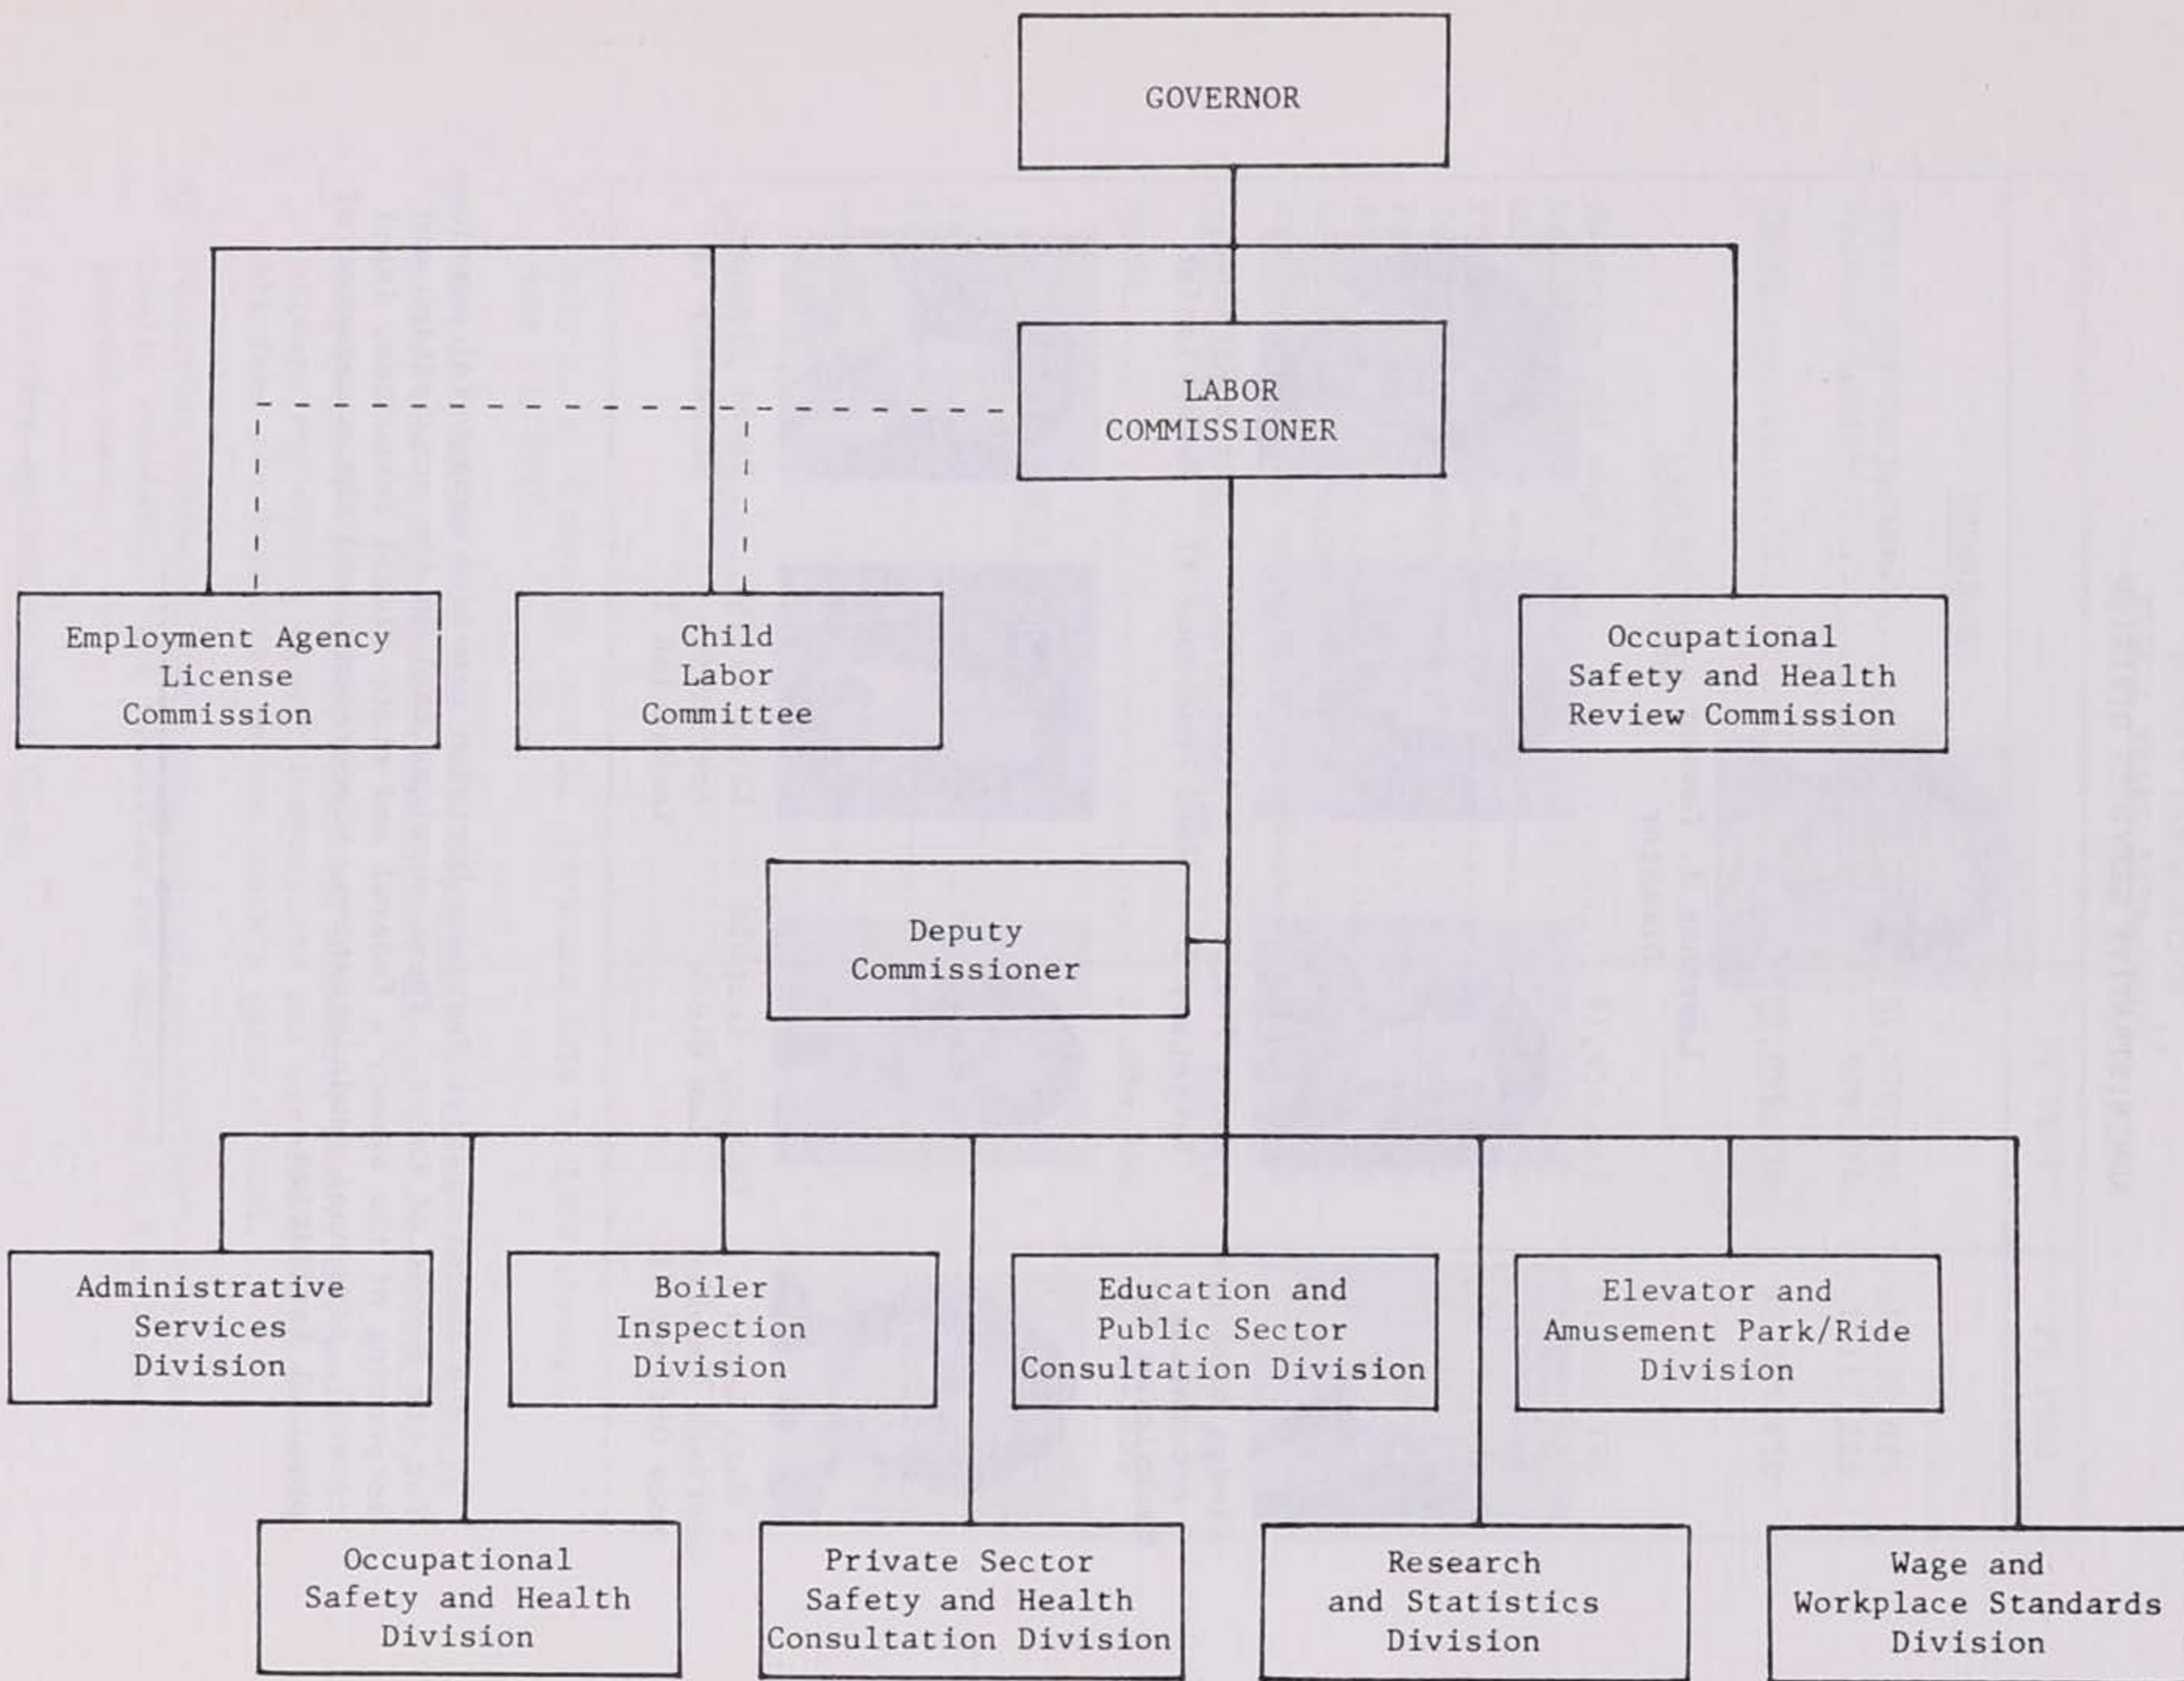 GOVERNOR
LABOR
COMMISSIONER
Employment Agency
License
Commission
Child
Labor
Committee
Occupational
Safety and Health
Review Commission
Deputy
Commissioner
Administrative
Services
Division
Boiler
Inspection
Division
Education and
Public Sector
Consultation Division
Elevator and
Amusement Park/Ride
Division
Occupational
Safety and Health
Division
Private Sector
Safety and Health
Consultation Division
Research
and Statistics
Division
Wage and
Workplace Standards
Division